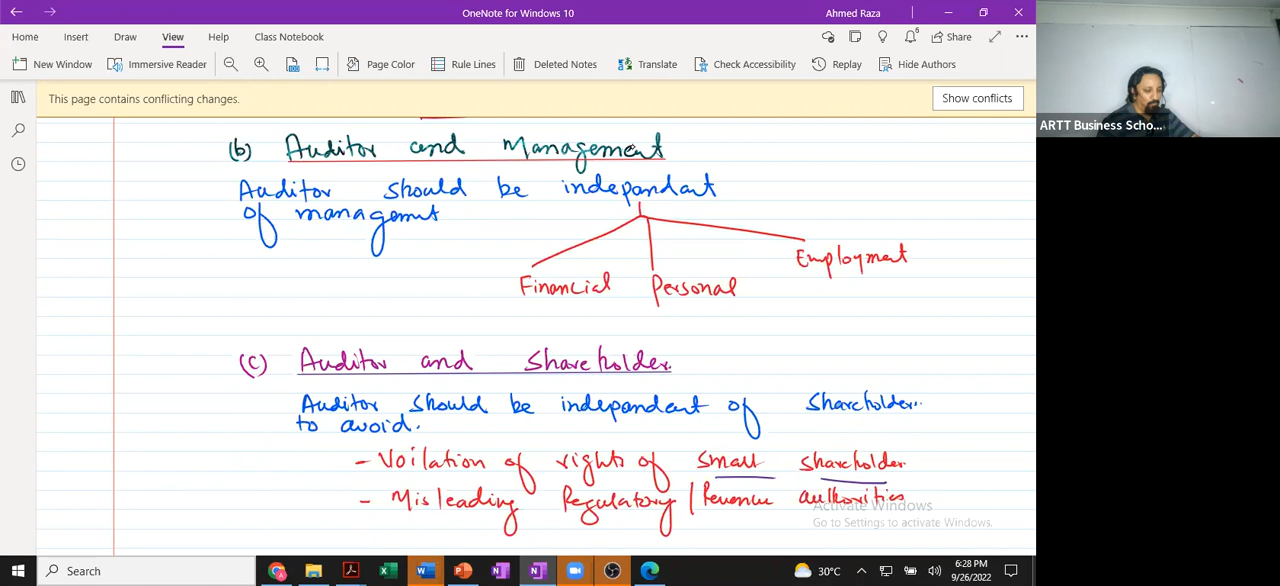 OneNote for Windows 10
Ahmed Raza
Home Insert Draw View Help Class Notebook
6 Share
New Window Immersive Reader Page Color Rule Lines Deleted Notes Translate Check Accessibility Replay Hide Authors
This page contains conflicting changes.
Show conflicts
ARTT Business Scho...
(b) Auditor and Management
Auditor should be independant
of managemnt
Financial Personal Employment
(C) Auditor and Shareholder.
Auditor should be independant of Shareholder..
to avoid.
- Voilation of rights of small shareholder.
- Misleading Regulatory / Revenue authorities
Activate Windows
Go to Settings to activate Windows.
Search
30°C
6:28 PM
9/26/2022